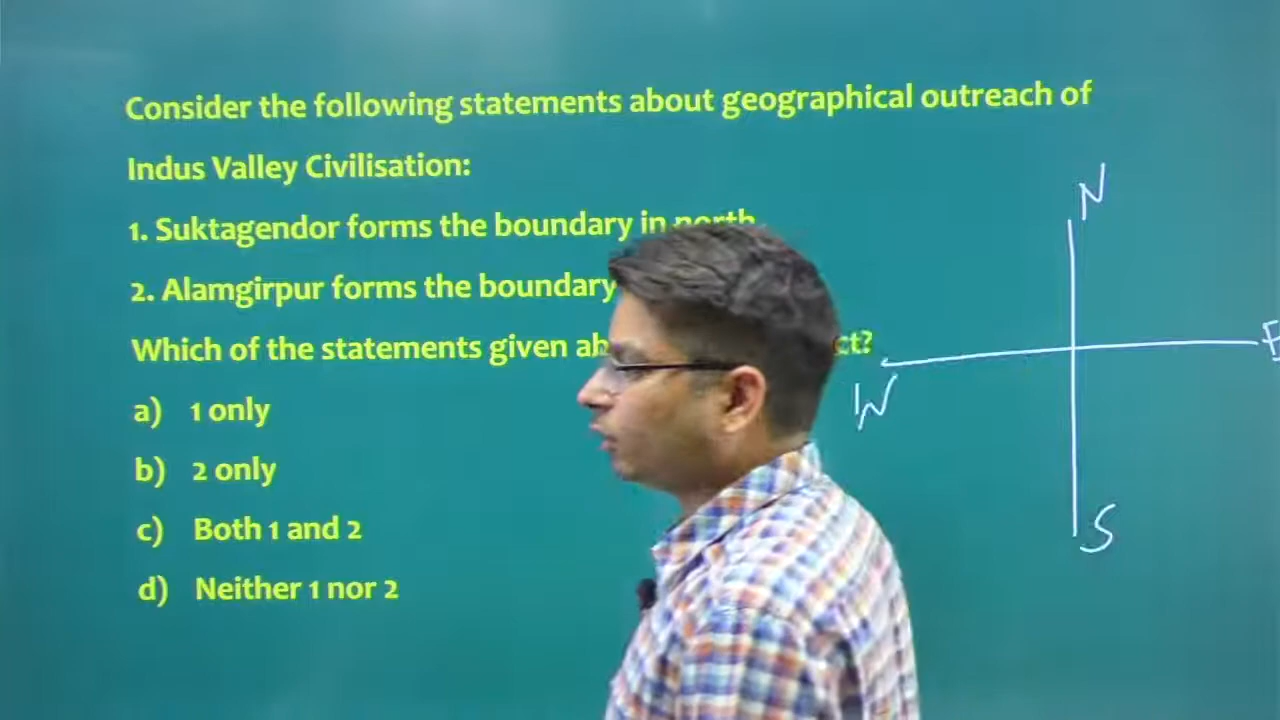 Consider the following statements about geographical outreach of
Indus Valley Civilisation:
1. Suktagendor forms the boundary in north
2. Alamgirpur forms the boundary
Which of the statements given ct?
a) 1 only
b) 2 only
c) Both 1 and 2
d) Neither 1 nor 2
N
W E
S